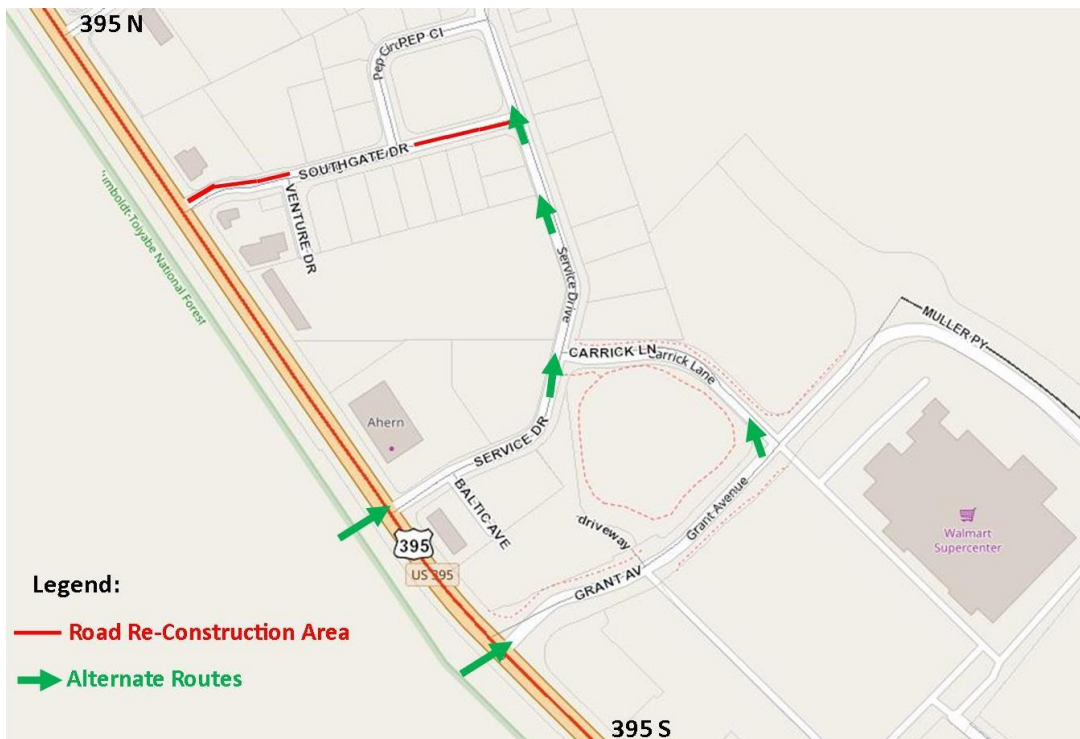 395 N
Pep Cir
REP CI
SOUTHGATE DR
VENTURE DR
umboldt-Toiyabe National Forest
Service Drive
MULLER PY
CARRICK LN
Carrick Lane
Ahern
SERVICE DR
BALTIC AVE
Grant Avenue
driveway
Walmart
Supercenter
395
US 395
GRANT AV
Legend:
Road Re-Construction Area
Alternate Routes
395 S